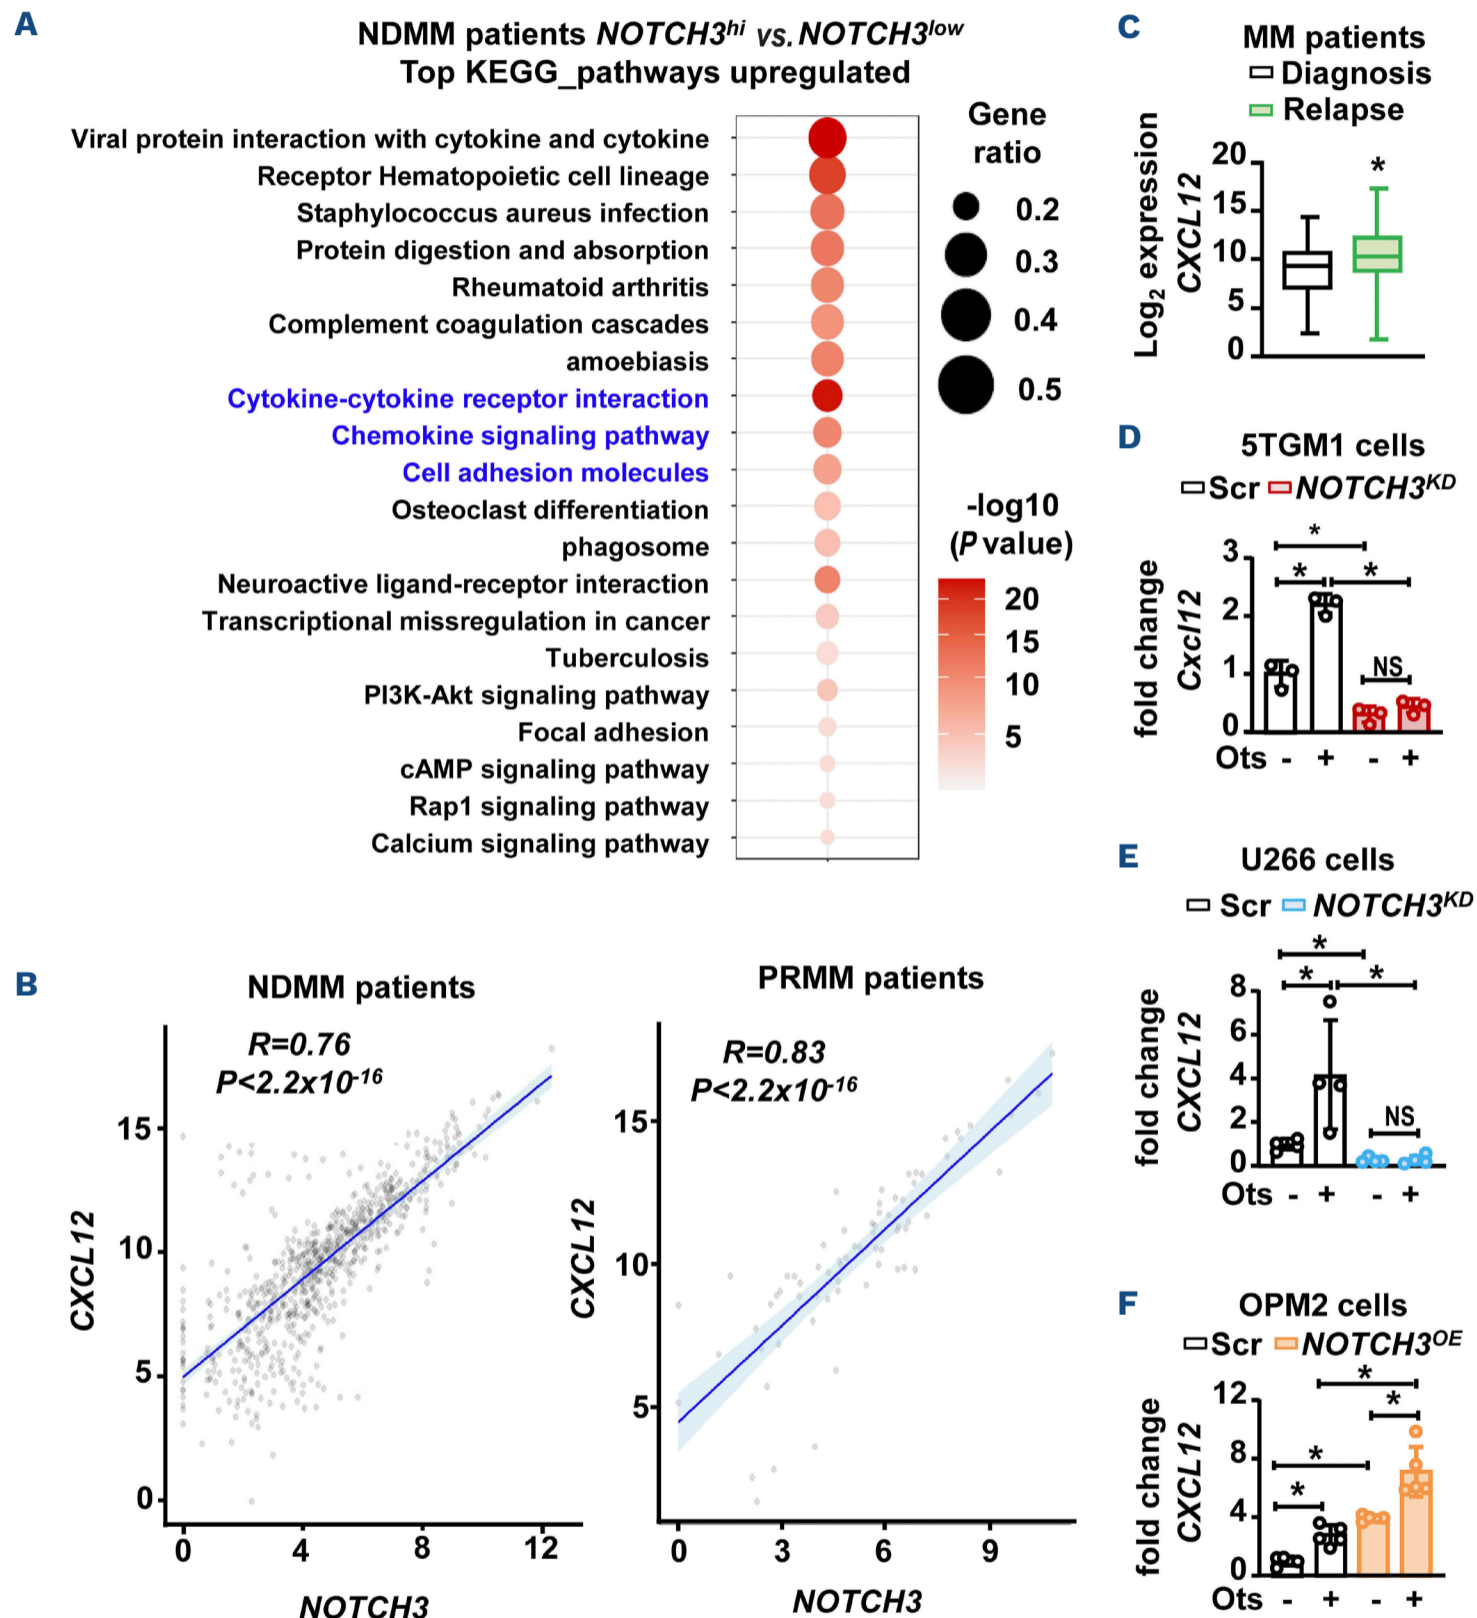 A
NDMM patients NOTCH3hi vs. NOTCH3low
Top KEGG_pathways upregulated
Viral protein interaction with cytokine and cytokine
Receptor Hematopoietic cell lineage
Staphylococcus aureus infection
Protein digestion and absorption
Rheumatoid arthritis
Complement coagulation cascades
amoebiasis
Cytokine-cytokine receptor interaction
Chemokine signaling pathway
Cell adhesion molecules
Osteoclast differentiation
phagosome
Neuroactive ligand-receptor interaction
Transcriptional missregulation in cancer
Tuberculosis
PI3K-Akt signaling pathway
Focal adhesion
cAMP signaling pathway
Rap1 signaling pathway
Calcium signaling pathway
Gene
ratio
0.2
0.3
0.4
0.5
-log10
(P value)
20
15
10
5
B
NDMM patients
R=0.76
P<2.2x10-16
CXCL12
15
10
5
0
0 4 8 12
NOTCH3
PRMM patients
R=0.83
P<2.2x10-16
CXCL12
15
10
5
0 3 6 9
NOTCH3
C
MM patients
Diagnosis
Relapse
Log2 expression
CXCL12
20
15
10
5
0
*
D
5TGM1 cells
Scr NOTCH3KD
fold change
Cxcl12
3
2
1
0
*
* *
NS
Ots - + - +
E
U266 cells
Scr NOTCH3KD
fold change
CXCL12
8
6
4
2
0
*
* *
NS
Ots - + - +
F
OPM2 cells
Scr NOTCH3OE
fold change
CXCL12
12
8
4
0
*
*
*
*
Ots - + - +